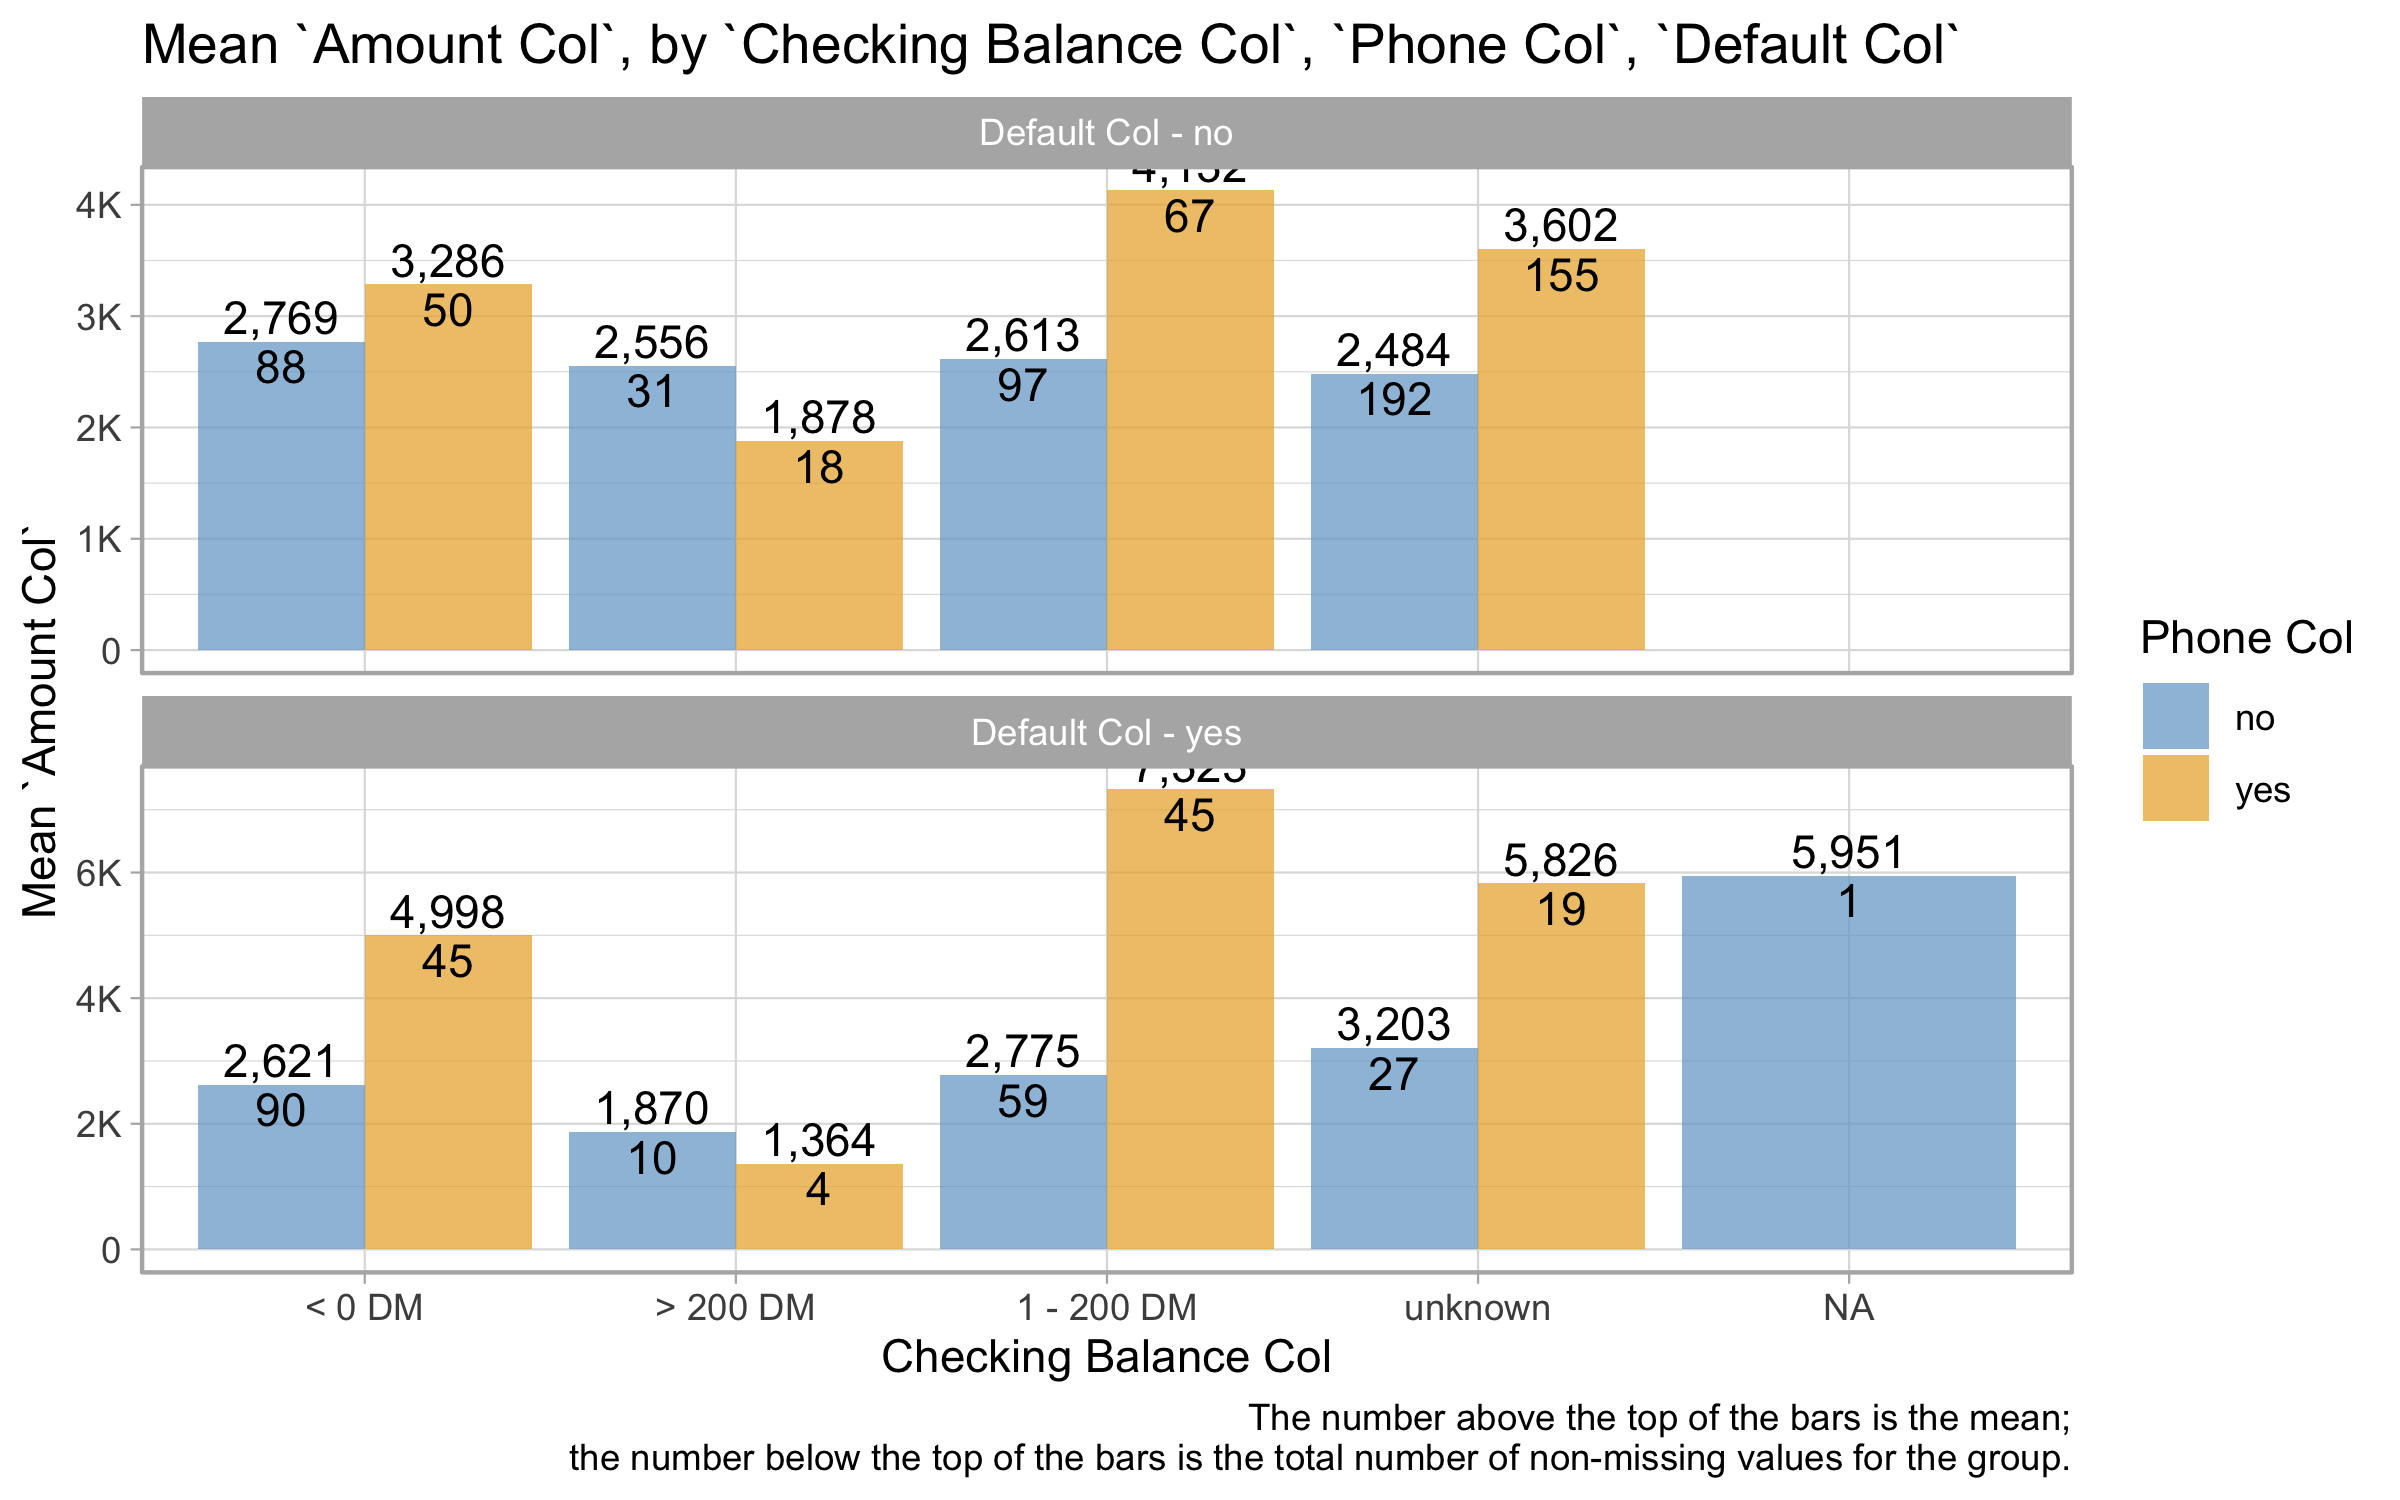 Mean `Amount Col`, by `Checking Balance Col`, `Phone Col`, `Default Col`
Default Col - no
4K
3K
2K
1K
0
2,769
88
3,286
50
2,556
31
1,878
18
2,613
97
67
2,484
192
3,602
155
Mean `Amount Col`
Default Col - yes
6K
4K
2K
0
2,621
90
4,998
45
1,870
10
1,364
4
2,775
59
45
3,203
27
5,826
19
5,951
1
< 0 DM
> 200 DM
1 - 200 DM
unknown
NA
Checking Balance Col
Phone Col
no
yes
The number above the top of the bars is the mean;
the number below the top of the bars is the total number of non-missing values for the group.